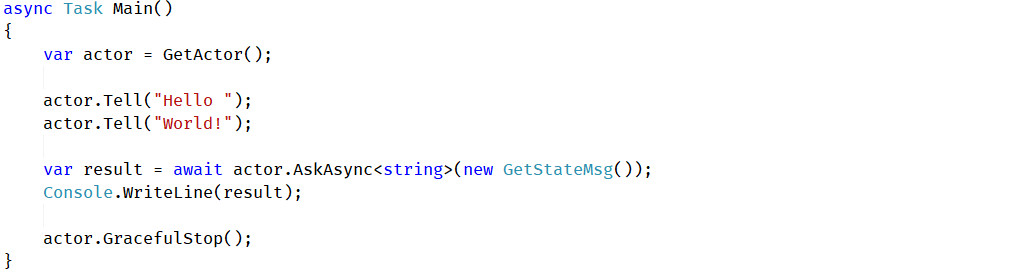 async Task Main()
{
    var actor = GetActor();

    actor.Tell("Hello ");
    actor.Tell("World!");

    var result = await actor.AskAsync<string>(new GetStateMsg());
    Console.WriteLine(result);

    actor.GracefulStop();
}